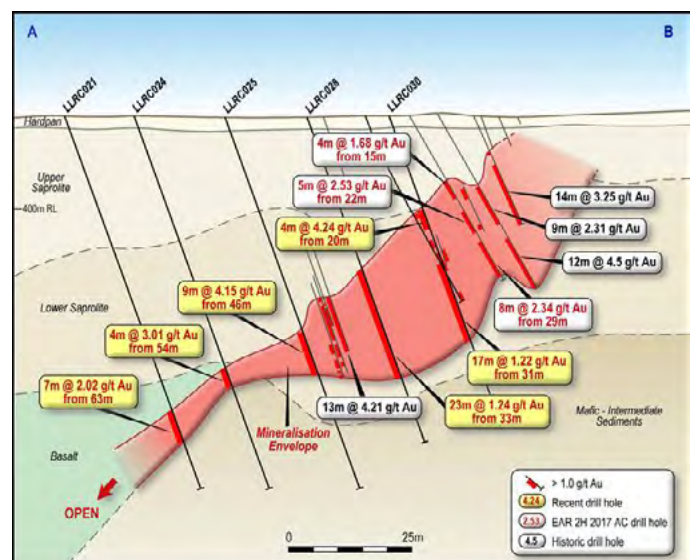 A
B
LLRC021
LLRC024
LLRC025
LLRC028
LLRC030
Hardpan
Upper
Saprolite
400m RL
Lower Saprolite
Basalt
OPEN
4m @ 1.68 g/t Au
from 15m
5m @ 2.53 g/t Au
from 22m
4m @ 4.24 g/t Au
from 20m
9m @ 4.15 g/t Au
from 46m
4m @ 3.01 g/t Au
from 54m
7m @ 2.02 g/t Au
from 63m
14m @ 3.25 g/t Au
9m @ 2.31 g/t Au
12m @ 4.5 g/t Au
8m @ 2.34 g/t Au
from 29m
17m @ 1.22 g/t Au
from 31m
23m @ 1.24 g/t Au
from 33m
13m @ 4.21 g/t Au
Mineralisation
Envelope
Mafic - Intermediate
Sediments
0
25m
> 1.0 g/t Au
4.24 Recent drill hole
2.53 EAR 2H 2017 AC drill hole
4.5 Historic drill hole